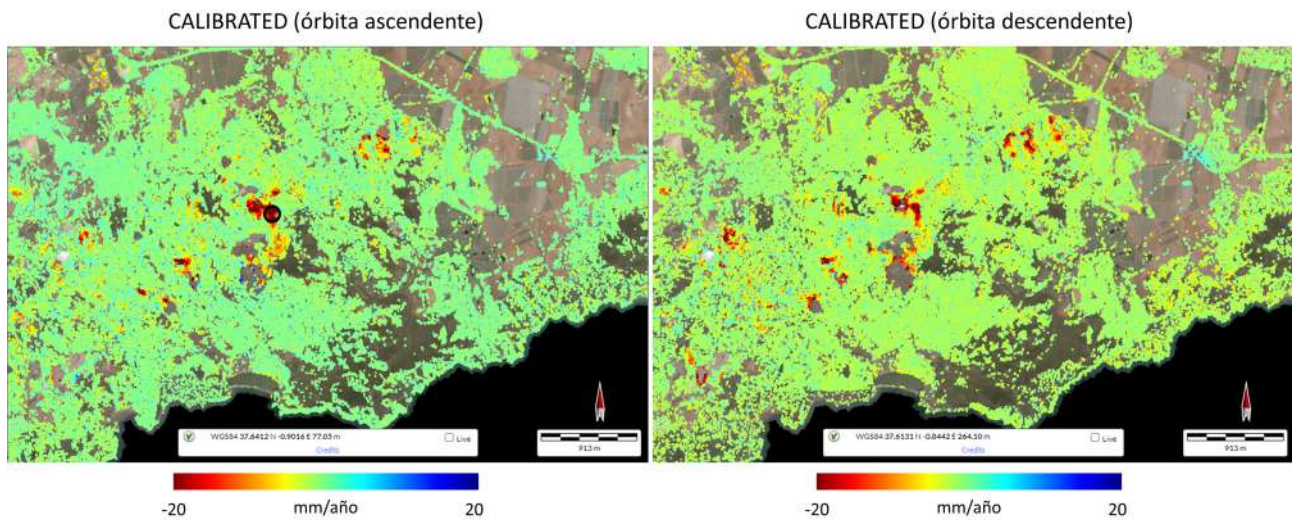 CALIBRATED (órbita ascendente)
CALIBRATED (órbita descendente)
WGS84 37.6412 N -0.9016 E 77.03 m
Live
Credits
913 m
WGS84 37.6131 N -0.8442 E 264.10 m
Live
Credits
913 m
-20 mm/año 20
-20 mm/año 20